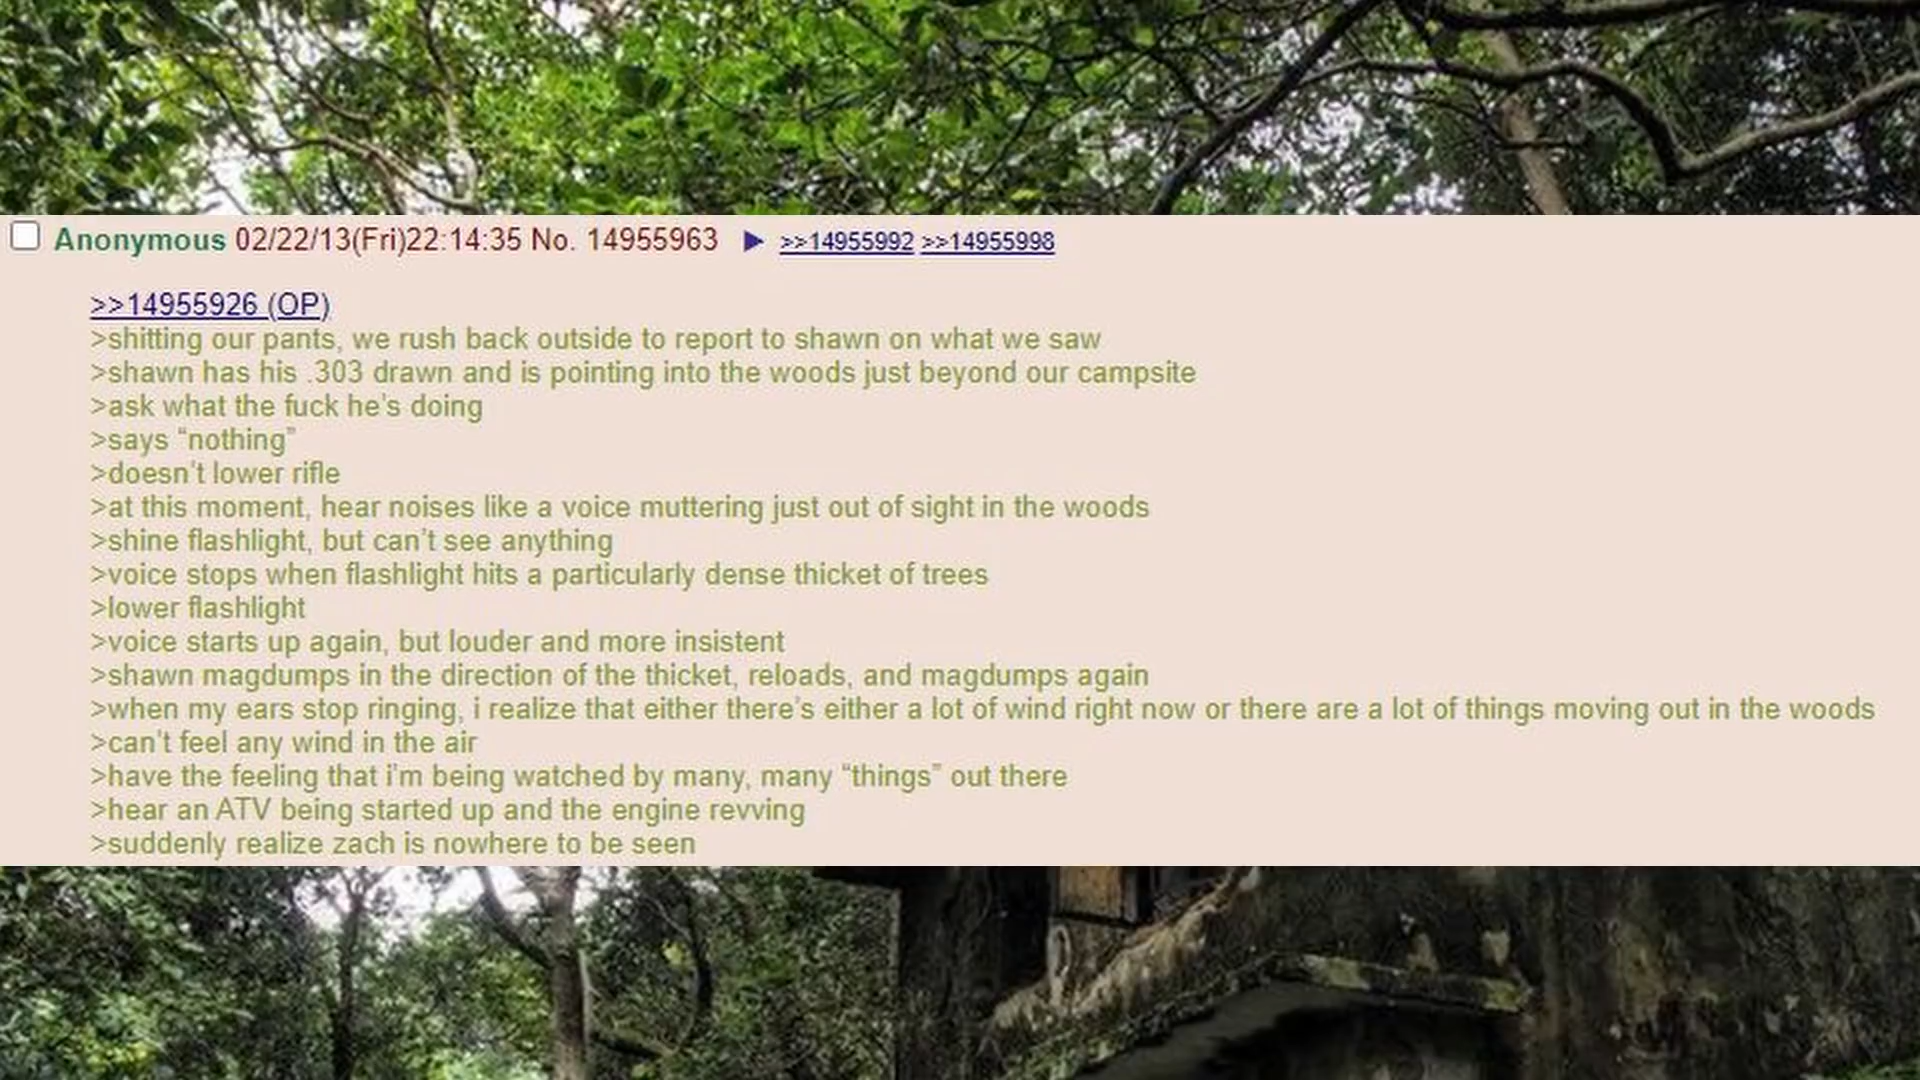 Anonymous 02/22/13(Fri)22:14:35 No. 14955963 ▶ >>14955992 >>14955998
>>14955926 (OP)
>shitting our pants, we rush back outside to report to shawn on what we saw
>shawn has his .303 drawn and is pointing into the woods just beyond our campsite
>ask what the fuck he's doing
>says “nothing”
>doesn't lower rifle
>at this moment, hear noises like a voice muttering just out of sight in the woods
>shine flashlight, but can't see anything
>voice stops when flashlight hits a particularly dense thicket of trees
>lower flashlight
>voice starts up again, but louder and more insistent
>shawn magdumps in the direction of the thicket, reloads, and magdumps again
>when my ears stop ringing, i realize that either there's either a lot of wind right now or there are a lot of things moving out in the woods
>can't feel any wind in the air
>have the feeling that i'm being watched by many, many “things” out there
>hear an ATV being started up and the engine revving
>suddenly realize zach is nowhere to be seen